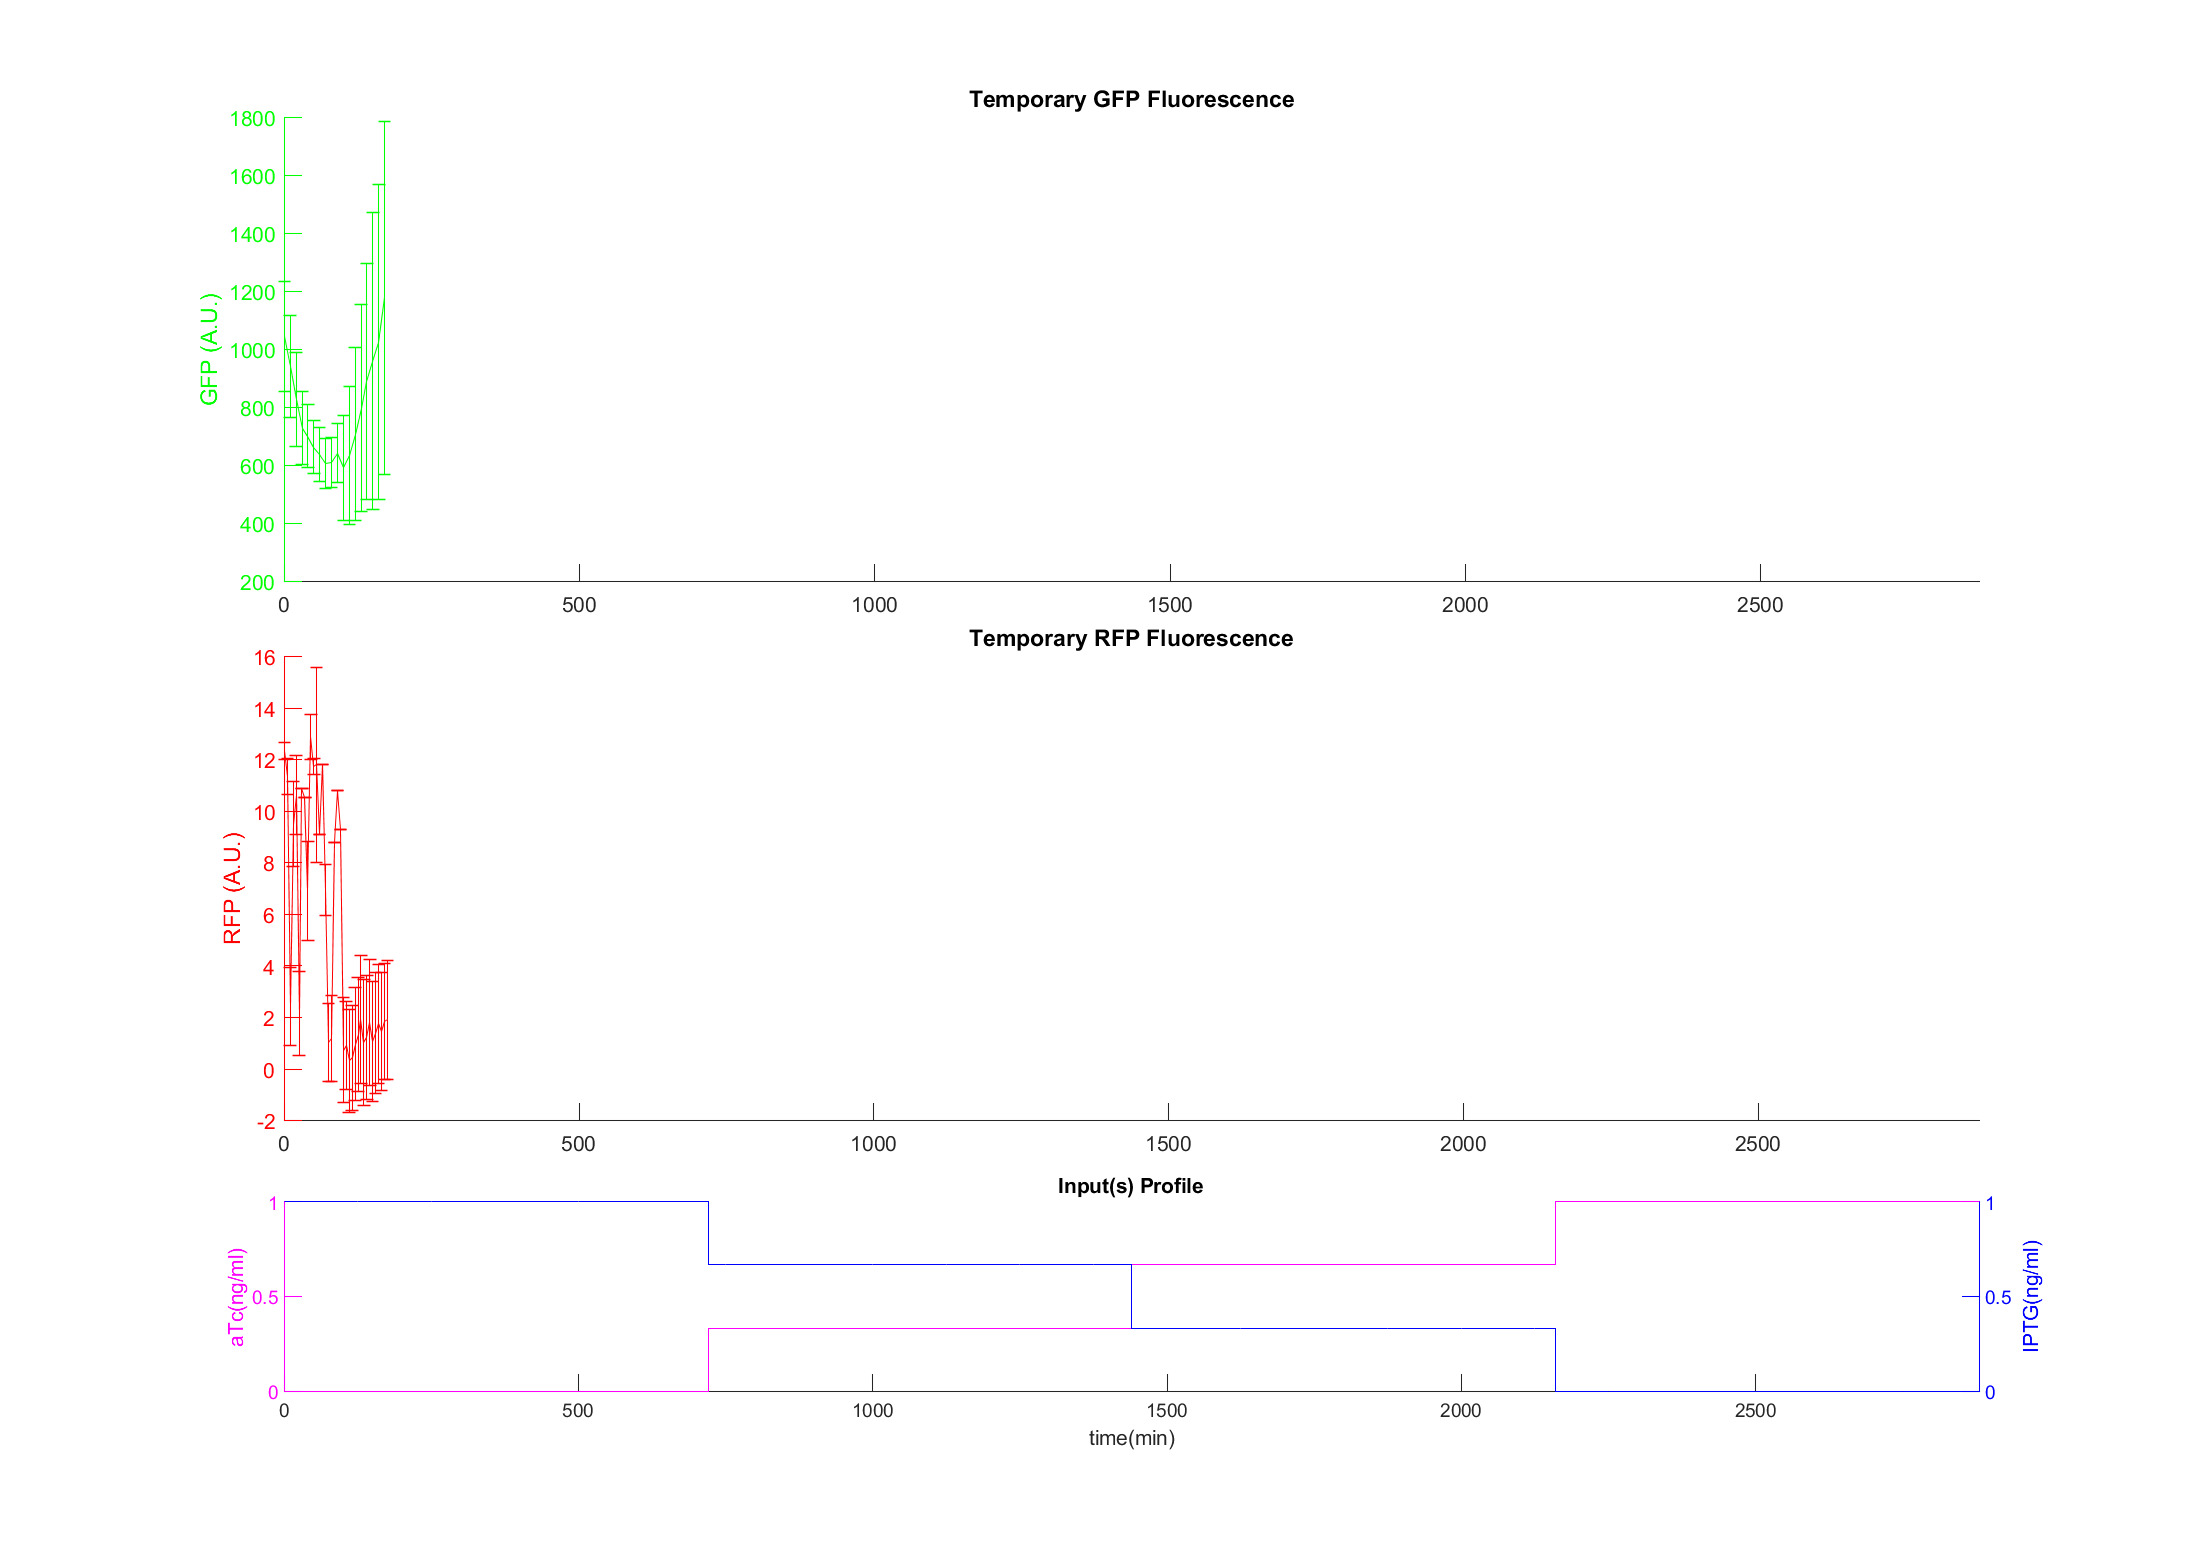 Temporary GFP Fluorescence
1800
1600
1400
1200
1000
800
600
400
200
GFP (A.U.)
0 500 1000 1500 2000 2500
Temporary RFP Fluorescence
16
14
12
10
8
6
4
2
0
-2
RFP (A.U.)
0 500 1000 1500 2000 2500
Input(s) Profile
1
0.5
0
aTc(ng/ml)
1
0.5
0
IPTG(ng/ml)
0 500 1000 1500 2000 2500
time(min)